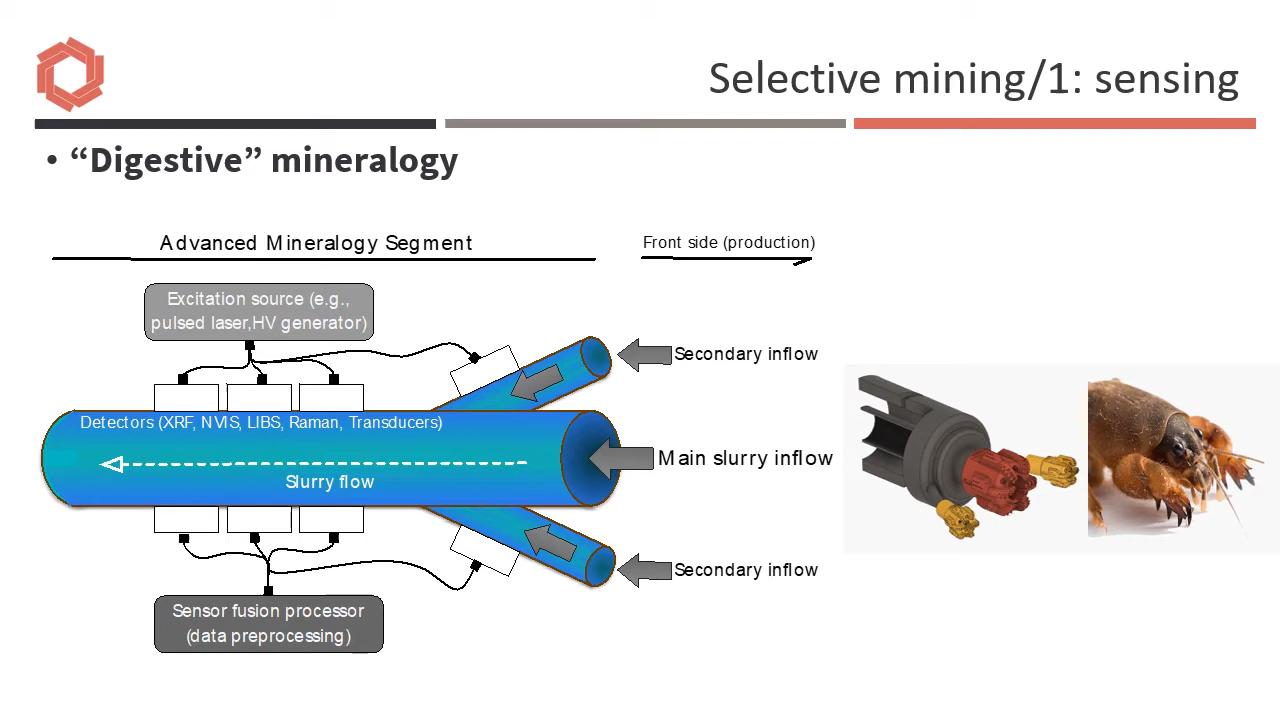 Selective mining/1: sensing
• “Digestive” mineralogy
Advanced Mineralogy Segment
Front side (production)
Excitation source (e.g.,
pulsed laser,HV generator)
Secondary inflow
Detectors (XRF, NVIS, LIBS, Raman, Transducers)
Main slurry inflow
Slurry flow
Secondary inflow
Sensor fusion processor
(data preprocessing)